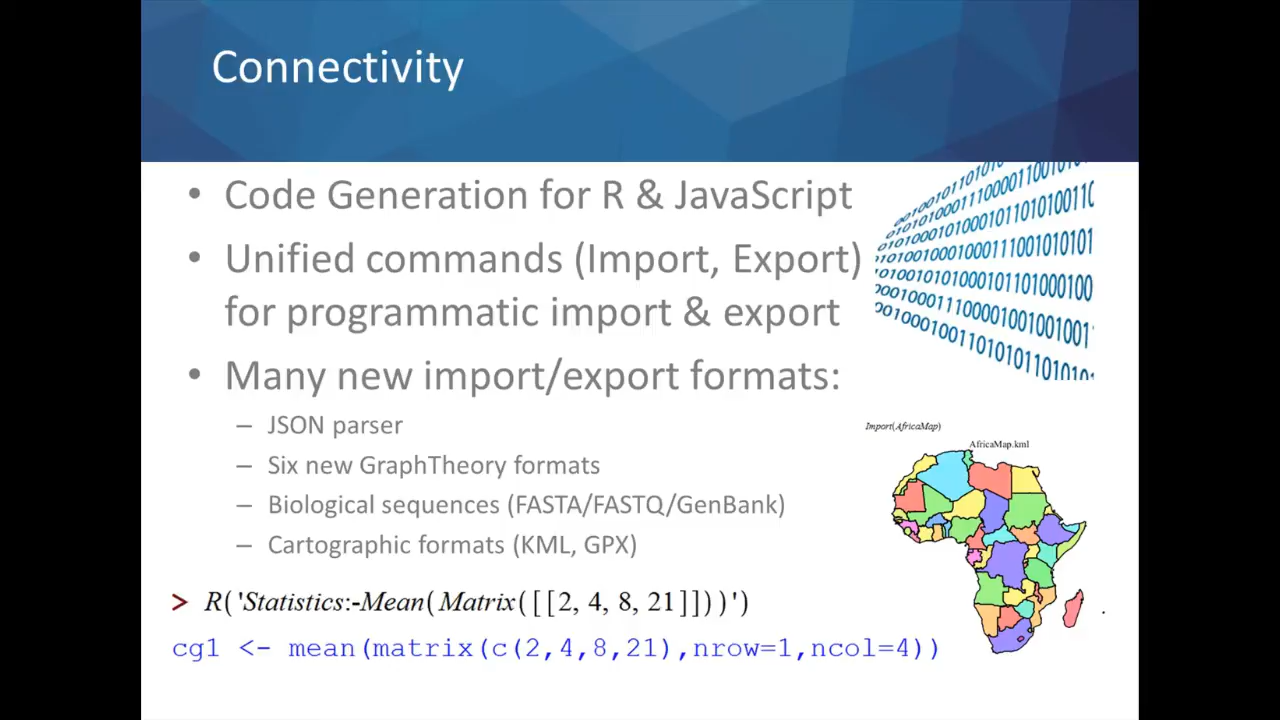 Connectivity
• Code Generation for R & JavaScript
• Unified commands (Import, Export)
for programmatic import & export
• Many new import/export formats:
– JSON parser
– Six new GraphTheory formats
– Biological sequences (FASTA/FASTQ/GenBank)
– Cartographic formats (KML, GPX)
Import(AfricaMap)
AfricaMap.kml
> R('Statistics:-Mean(Matrix([[2, 4, 8, 21]]))')
cg1 <- mean(matrix(c(2,4,8,21),nrow=1,ncol=4))